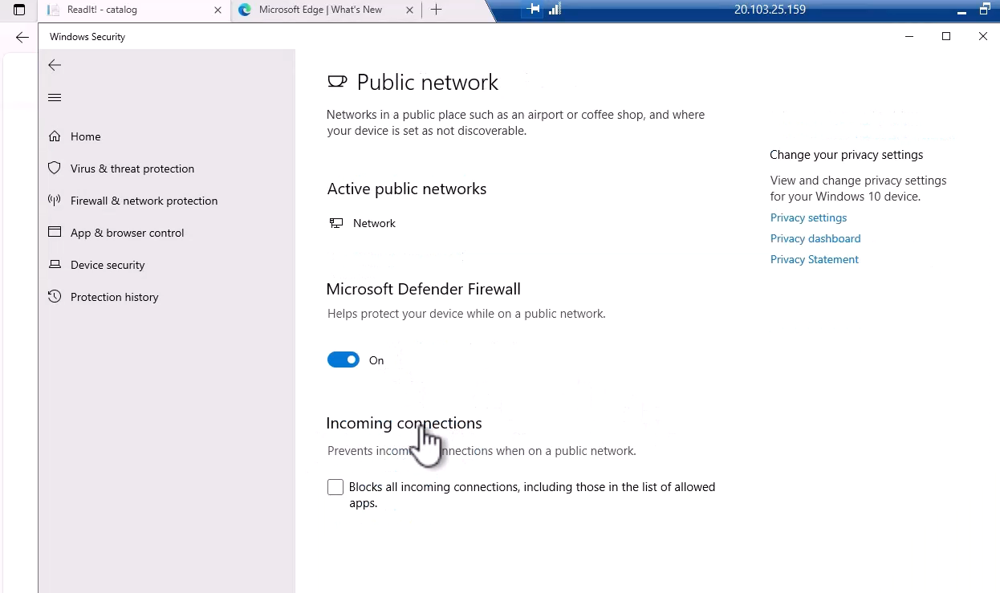 ReadIt! - catalog
Microsoft Edge | What's New
20.103.25.159
Windows Security
Home
Virus & threat protection
Firewall & network protection
App & browser control
Device security
Protection history
Public network
Networks in a public place such as an airport or coffee shop, and where
your device is set as not discoverable.
Active public networks
Network
Microsoft Defender Firewall
Helps protect your device while on a public network.
On
Incoming connections
Prevents incom nnections when on a public network.
Blocks all incoming connections, including those in the list of allowed
apps.
Change your privacy settings
View and change privacy settings
for your Windows 10 device.
Privacy settings
Privacy dashboard
Privacy Statement